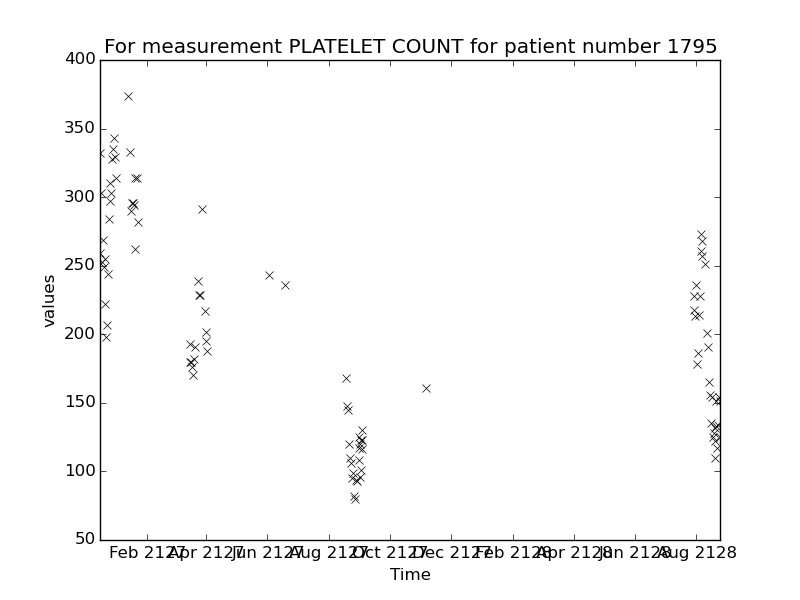 For measurement PLATELET COUNT for patient number 1795
400
350
300
250
200
150
100
50
values
Feb 2127 Apr 2127 Jun 2127 Aug 2127 Oct 2127 Dec 2127 Feb 2128 Apr 2128 Jun 2128 Aug 2128
Time